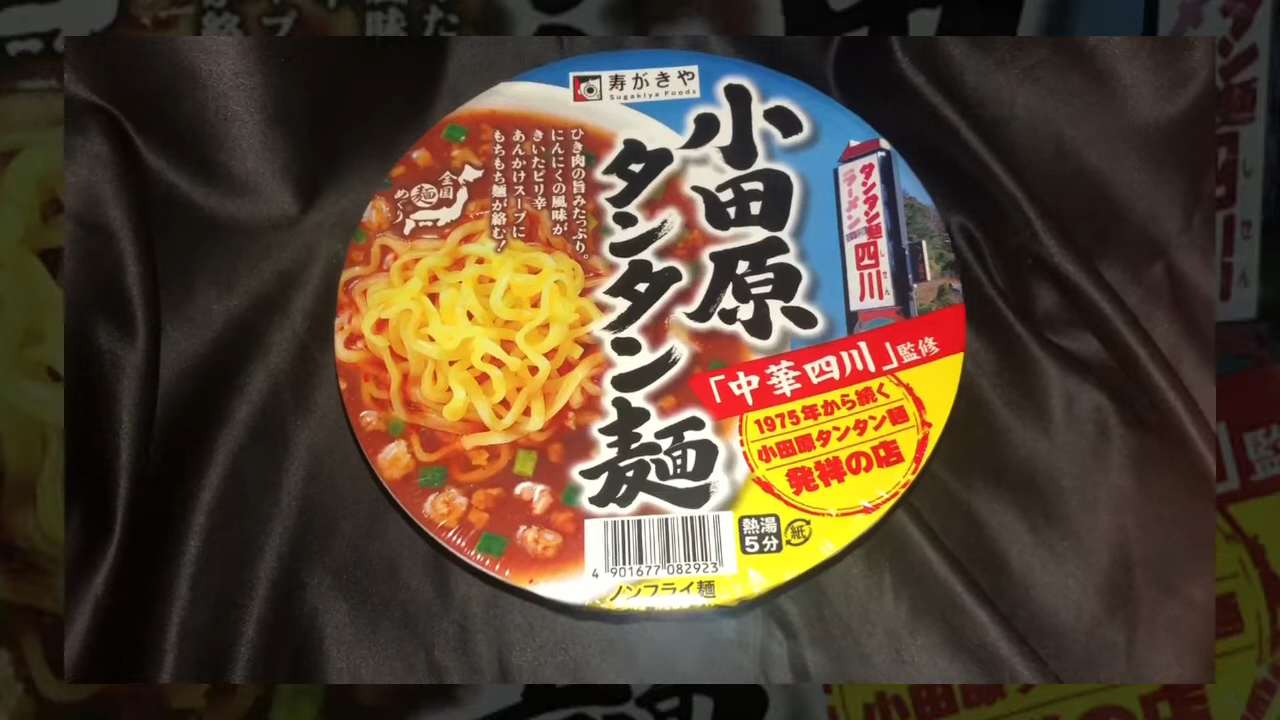 寿がきや
Sugakiya Foods
小田原
タンタン麺
ひき肉の旨みたっぷり。
にんにくの風味が
きいたピリ辛
あんかけスープに
もちもち麺が絡む!
全国
麺
めぐり
タンタン麺
ラーメン
四川
しせん
「中華四川」監修
1975年から続く
小田原タンタン麺
発祥の店
熱湯
5分
紙
4 901677 082923
ノンフライ麺